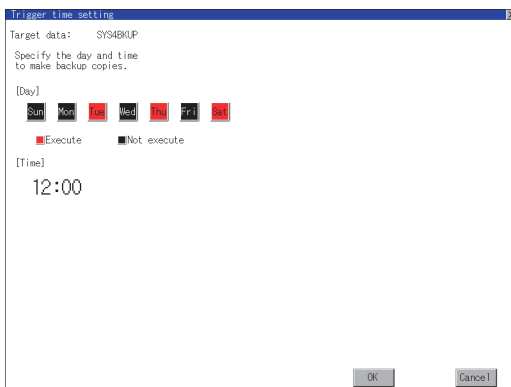 Trigger time setting
Target data: SYS4BKUP
Specify the day and time
to make backup copies.
[Day]
Sun Mon Tue Wed Thu Fri Sat
Execute Not execute
[Time]
12:00
OK Cancel